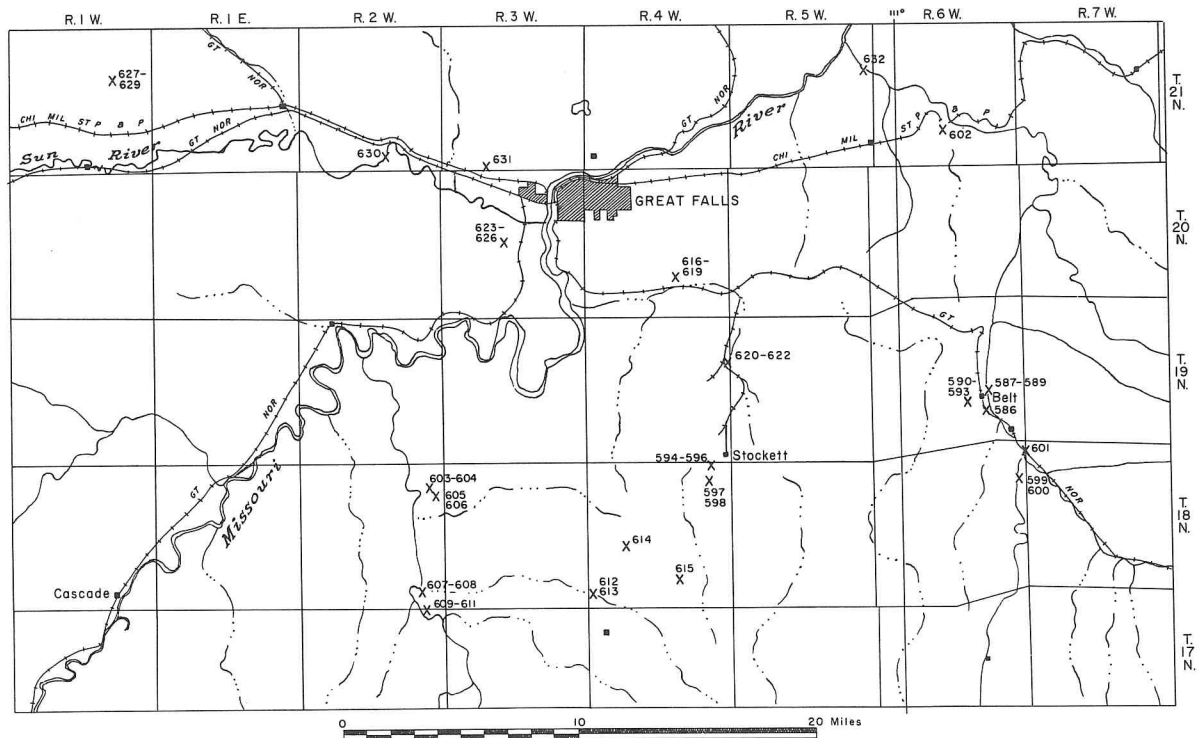 R. 1 W. R. 1 E. R. 2 W. R. 3 W. R. 4 W. R. 5 W. 111° R. 6 W. R. 7 W.
GT NOR
627-
629
632
T.
21
N.
CHI MIL ST P & P
GT NOR
GT NOR
River
ST P & P
602
Sun River
630
631
CHI MIL
GREAT FALLS
T.
20
N.
623-
626
616-
619
GT
620-622
T.
19
N.
590-
593
587-589
Belt
586
NOR
594-596
Stockett
601
603-604
605
606
597
598
599
600
NOR
GT
Missouri
T.
18
N.
614
615
Cascade
607-608
609-611
612
613
T.
17
N.
0 10 20 Miles